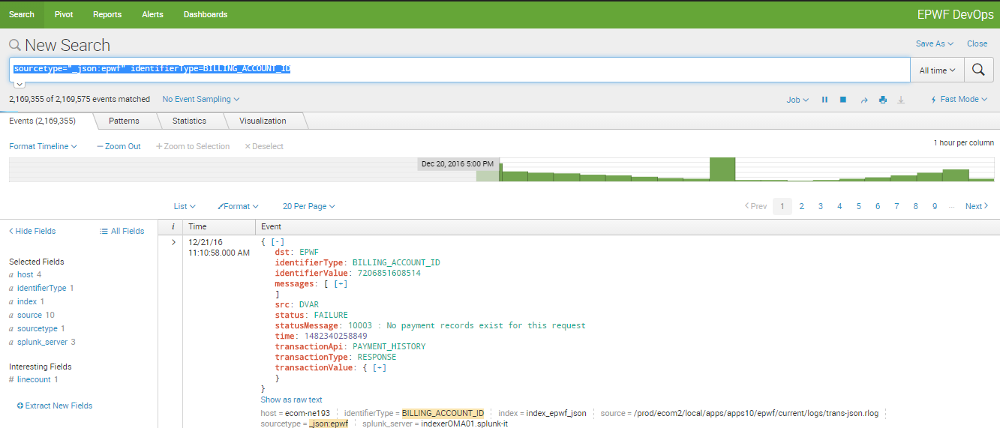 Search Pivot Reports Alerts Dashboards EPWF DevOps
New Search Save As Close
sourcetype="_json:epwf" identifierType=BILLING_ACCOUNT_ID All time
2,169,355 of 2,169,575 events matched No Event Sampling Job Fast Mode
Events (2,169,355) Patterns Statistics Visualization
Format Timeline — Zoom Out + Zoom to Selection × Deselect 1 hour per column
Dec 20, 2016 5:00 PM
List Format 20 Per Page < Prev 1 2 3 4 5 6 7 8 9 ... Next >
< Hide Fields All Fields i Time Event
Selected Fields
a host 4
a identifierType 1
a index 1
a source 10
a sourcetype 1
a splunk_server 3
Interesting Fields
# linecount 1
Extract New Fields
> 12/21/16
11:10:58.000 AM
{ [-]
dst: EPWF
identifierType: BILLING_ACCOUNT_ID
identifierValue: 7206851608514
messages: [ [+]
]
src: DVAR
status: FAILURE
statusMessage: 10003 : No payment records exist for this request
time: 1482340258849
transactionApi: PAYMENT_HISTORY
transactionType: RESPONSE
transactionValue: { [+]
}
}
Show as raw text
host = ecom-ne193 identifierType = BILLING_ACCOUNT_ID index = index_epwf_json source = /prod/ecom2/local/apps/apps10/epwf/current/logs/trans-json.rlog
sourcetype = _json:epwf splunk_server = indexerOMA01.splunk-it